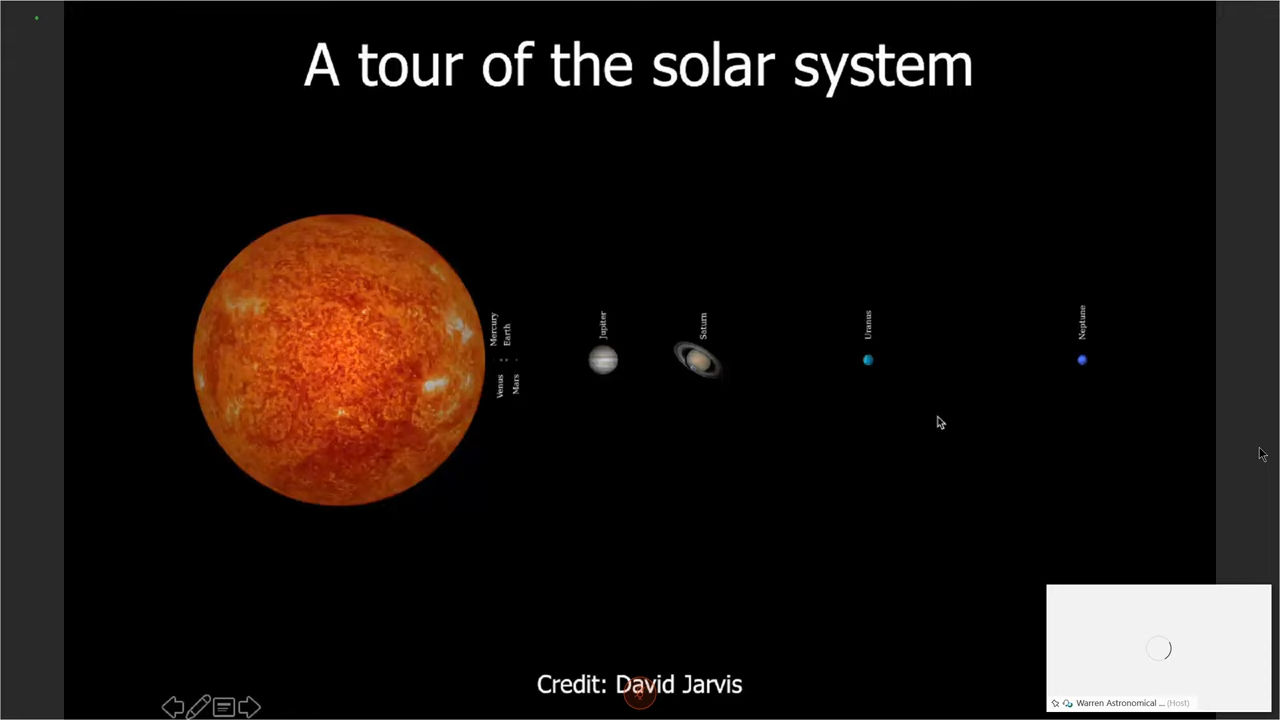 A tour of the solar system
Mercury
Venus
Earth
Mars
Jupiter
Saturn
Uranus
Neptune
Credit: David Jarvis
Warren Astronomical ... (Host)